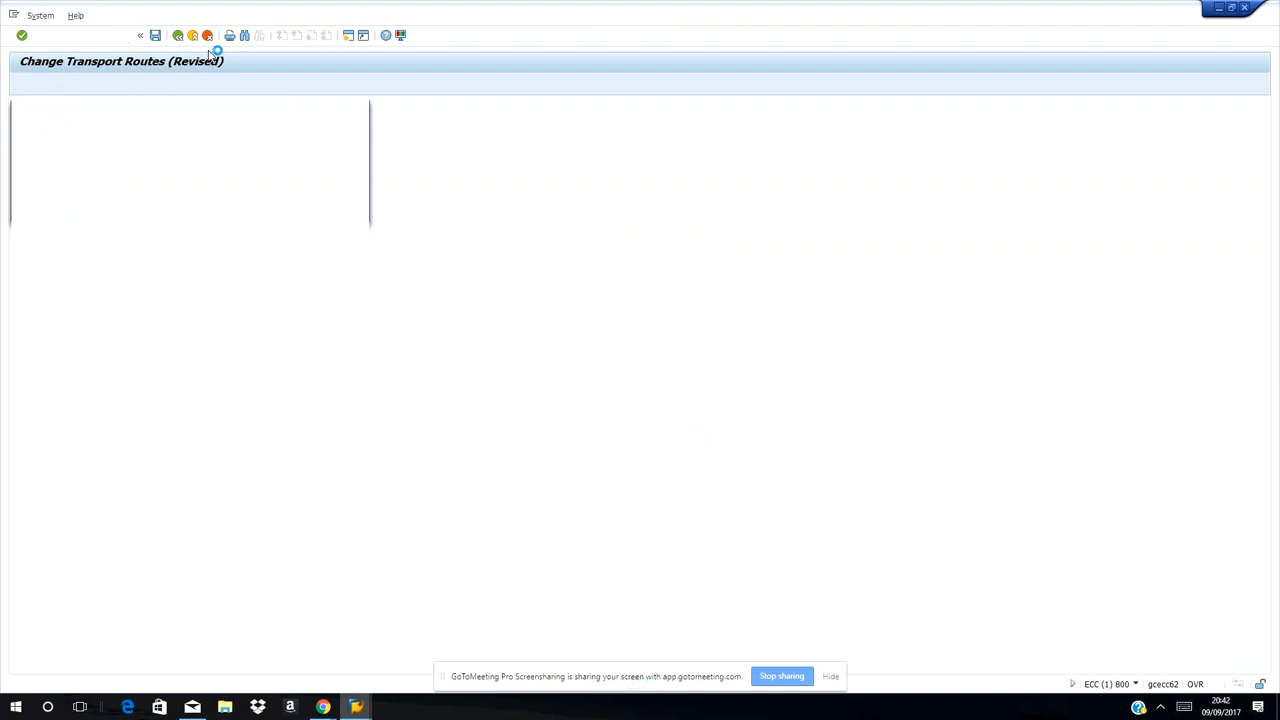 System Help
Change Transport Routes (Revised)
GoToMeeting Pro Screensharing is sharing your screen with app.gotomeeting.com. Stop sharing Hide
ECC (1) 800 gcecc62 OVR
20:42
09/09/2017